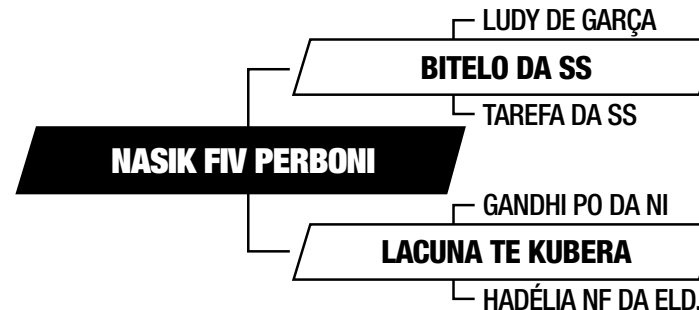 LUDY DE GARÇA
BITELO DA SS
TAREFA DA SS
NASIK FIV PERBONI
GANDHI PO DA NI
LACUNA TE KUBERA
HADÉLIA NF DA ELD.